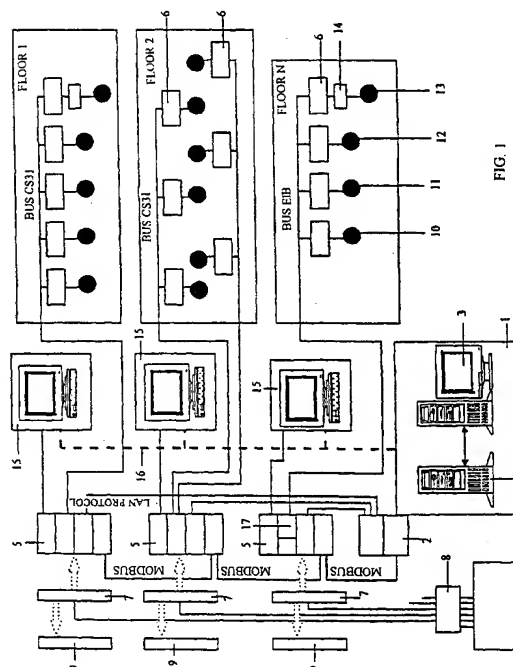 FLOOR 1
BUS CS31
15
5
16
LAN PROTOCOL
MODBUS
7
6
FLOOR 2
BUS CS31
15
5
7
9
6
MODBUS
15
FLOOR N
BUS EIB
17
5
7
6
14
13
12
11
10
MODBUS
2
8
3
1
FIG. 1